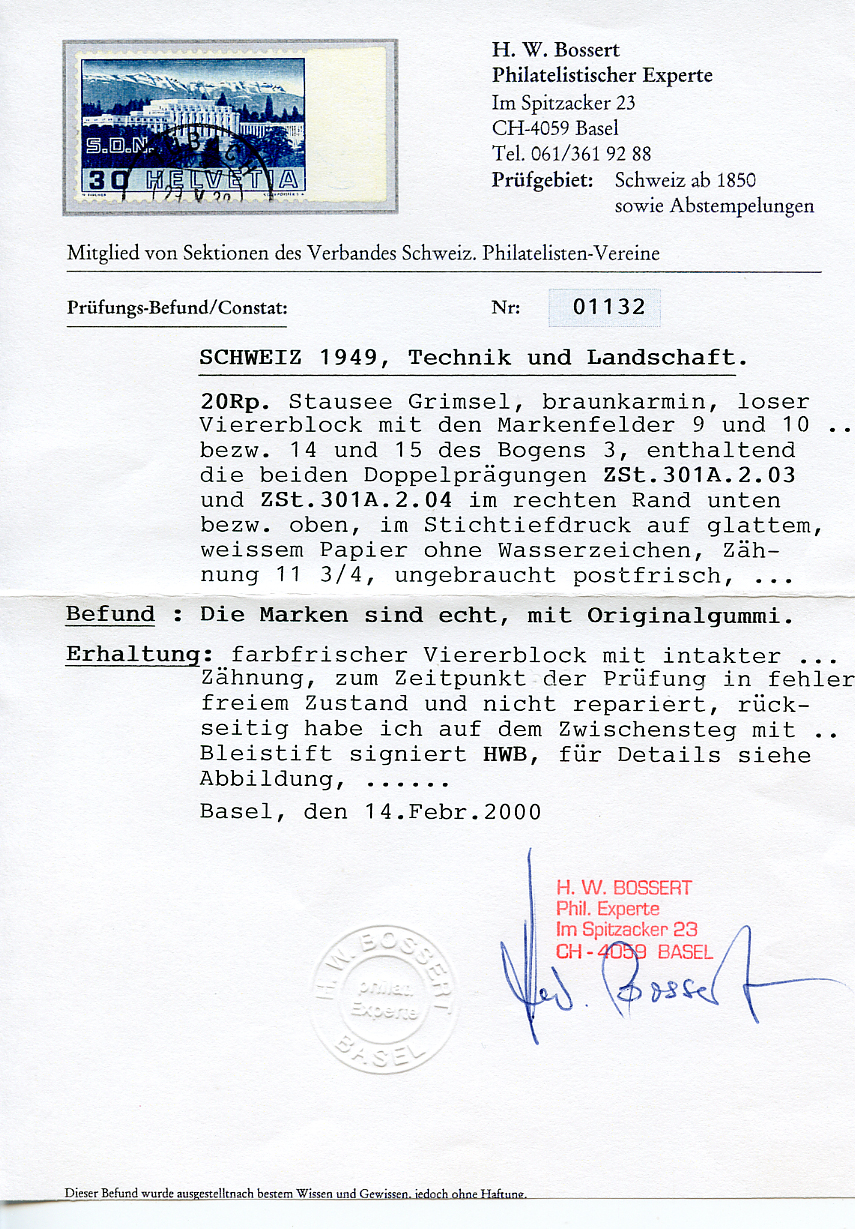 H. W. Bossert
Philatelistischer Experte
Im Spitzacker 23
CH-4059 Basel
Tel. 061/361 92 88
Prüfgebiet: Schweiz ab 1850
sowie Abstempelungen
S.D.N.
30 HELVETIA
Mitglied von Sektionen des Verbandes Schweiz. Philatelisten-Vereine
Prüfungs-Befund/Constat: Nr: 01132
SCHWEIZ 1949, Technik und Landschaft.
20Rp. Stausee Grimsel, braunkarmin, loser
Viererblock mit den Markenfelder 9 und 10 ..
bezw. 14 und 15 des Bogens 3, enthaltend
die beiden Doppelprägungen ZSt.301A.2.03
und ZSt.301A.2.04 im rechten Rand unten
bezw. oben, im Stichtiefdruck auf glattem,
weissem Papier ohne Wasserzeichen, Zäh-
nung 11 3/4, ungebraucht postfrisch, ...
Befund : Die Marken sind echt, mit Originalgummi.
Erhaltung: farbfrischer Viererblock mit intakter ...
Zähnung, zum Zeitpunkt der Prüfung in fehler
freiem Zustand und nicht repariert, rück-
seitig habe ich auf dem Zwischensteg mit ..
Bleistift signiert HWB, für Details siehe
Abbildung, ......
Basel, den 14.Febr.2000
H. W. BOSSERT
Phil. Experte
Im Spitzacker 23
CH-4059 BASEL
Bossert
H. W. BOSSERT
philat.
Experte
BASEL
Dieser Befund wurde ausgestelltnach bestem Wissen und Gewissen, jedoch ohne Haftung.